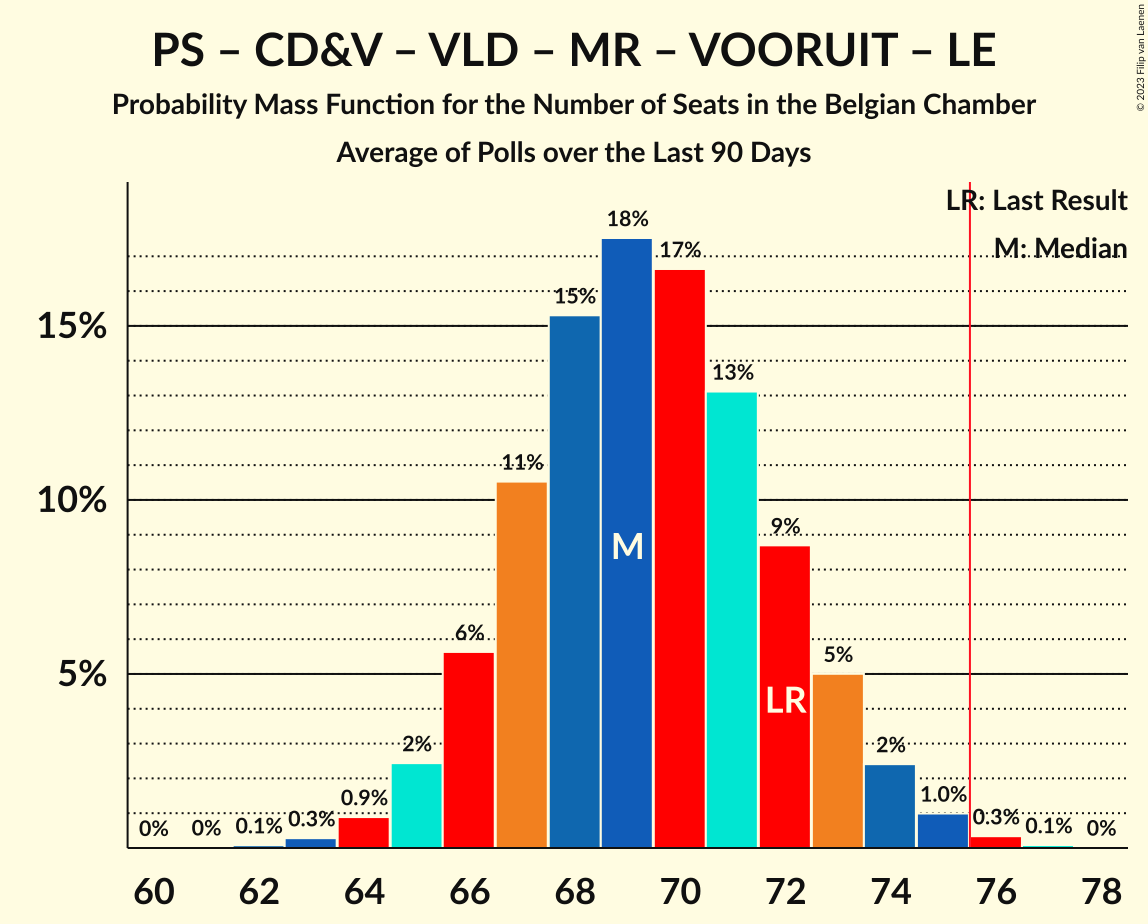 PS – CD&V – VLD – MR – VOORUIT – LE
Probability Mass Function for the Number of Seats in the Belgian Chamber
Average of Polls over the Last 90 Days
© 2023 Filip van Laenen
LR: Last Result
M: Median
15%
10%
5%
0%
0%
0.1%
0.3%
0.9%
2%
6%
11%
15%
18%
17%
13%
9%
5%
2%
1.0%
0.3%
0.1%
0%
M
LR
60 62 64 66 68 70 72 74 76 78